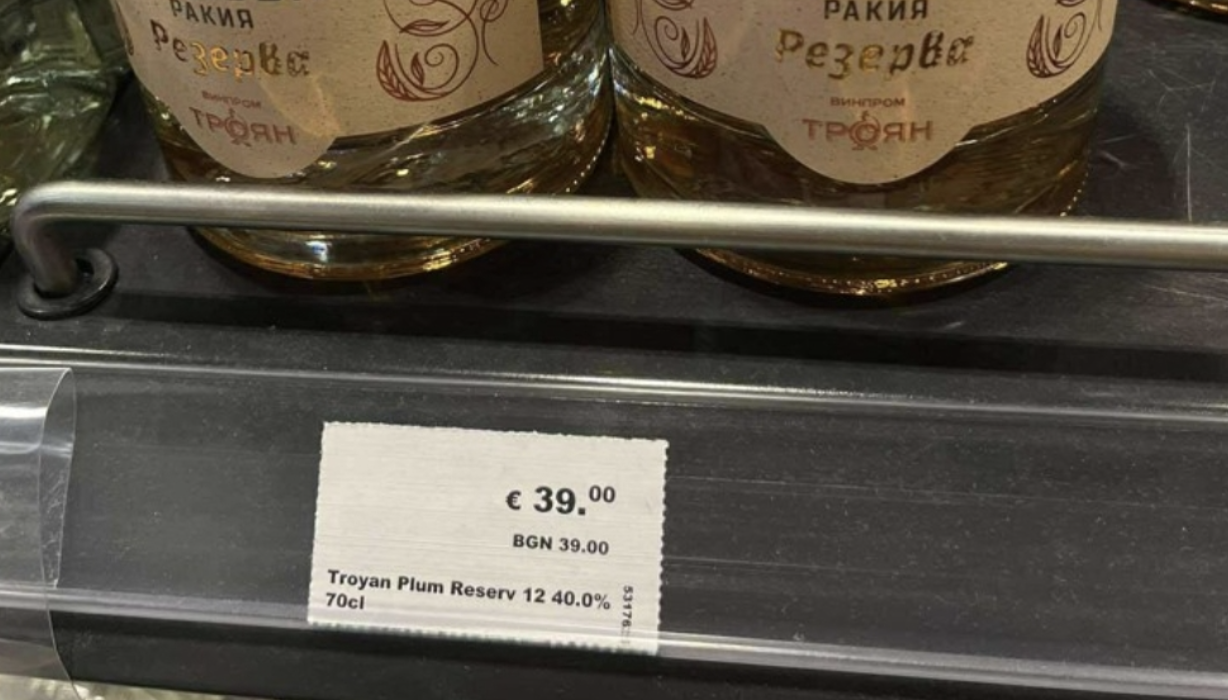 РАКИЯ
Резерва
ВИНПРОМ
ТРОЯН
РАКИЯ
Резерва
ВИНПРОМ
ТРОЯН
€ 39.00
BGN 39.00
Troyan Plum Reserv 12 40.0%
70cl